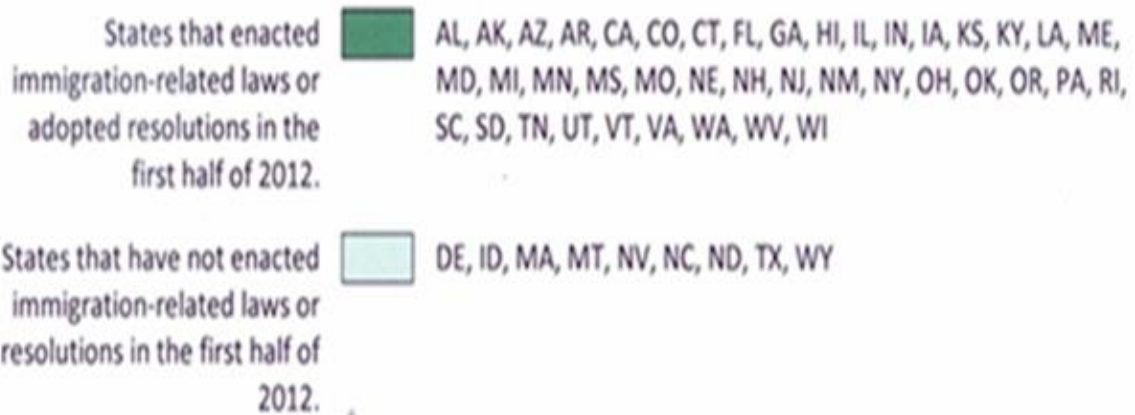 States that enacted
immigration-related laws or
adopted resolutions in the
first half of 2012.
AL, AK, AZ, AR, CA, CO, CT, FL, GA, HI, IL, IN, IA, KS, KY, LA, ME,
MD, MI, MN, MS, MO, NE, NH, NJ, NM, NY, OH, OK, OR, PA, RI,
SC, SD, TN, UT, VT, VA, WA, WV, WI
States that have not enacted
immigration-related laws or
resolutions in the first half of
2012.
DE, ID, MA, MT, NV, NC, ND, TX, WY